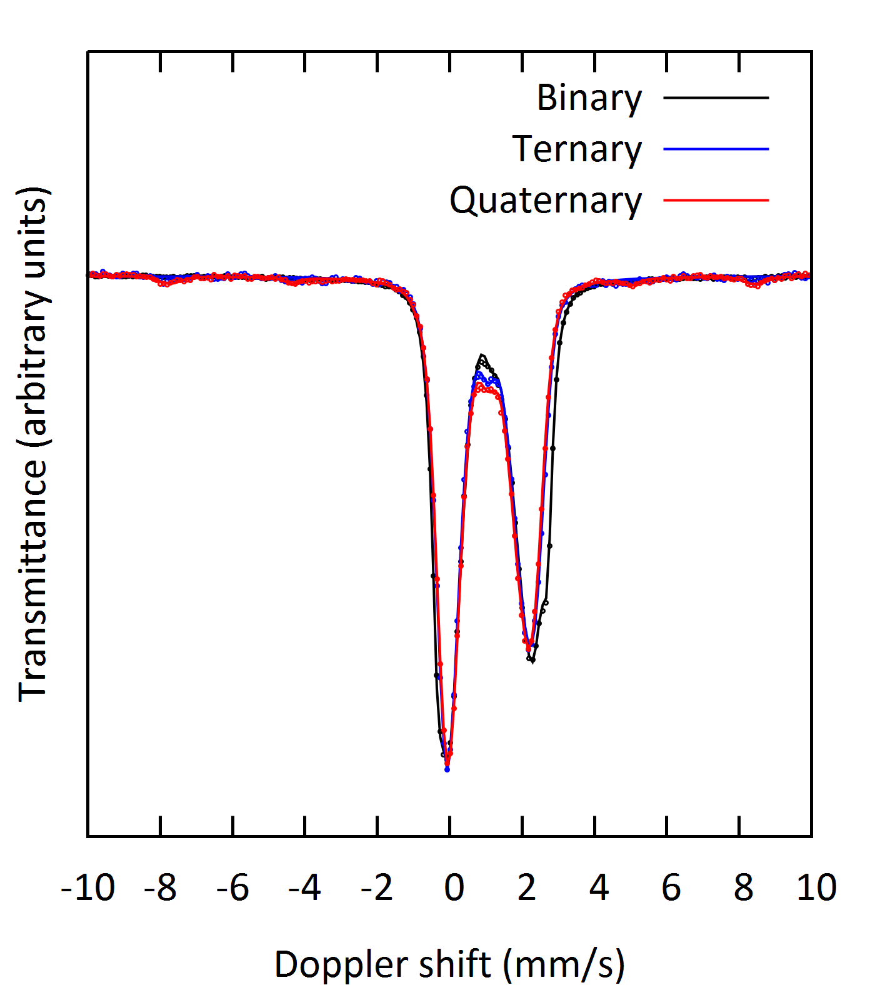 Binary
Ternary
Quaternary
Transmittance (arbitrary units)
-10 -8 -6 -4 -2 0 2 4 6 8 10
Doppler shift (mm/s)